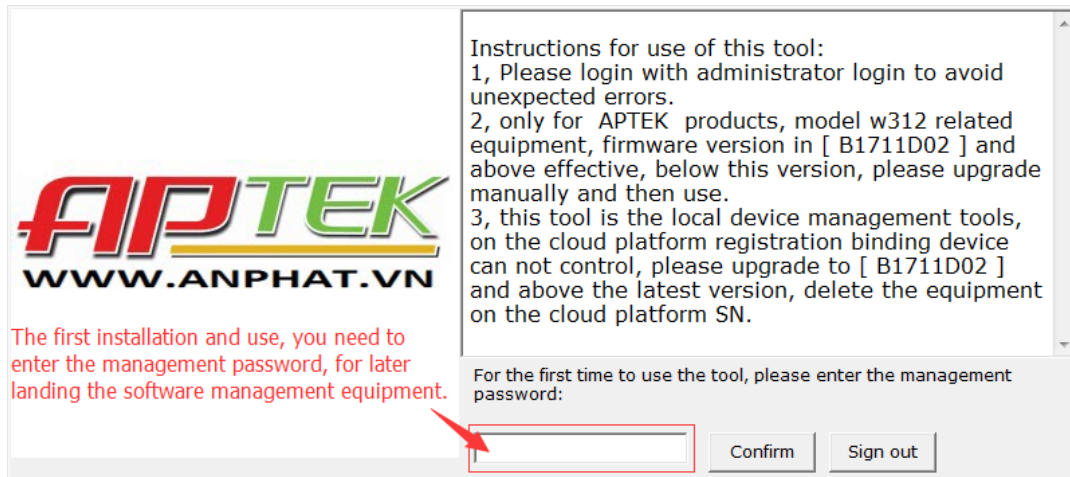 APTEK
WWW.ANPHAT.VN
The first installation and use, you need to
enter the management password, for later
landing the software management equipment.
Instructions for use of this tool:
1, Please login with administrator login to avoid
unexpected errors.
2, only for  APTEK  products, model w312 related
equipment, firmware version in [ B1711D02 ] and
above effective, below this version, please upgrade
manually and then use.
3, this tool is the local device management tools,
on the cloud platform registration binding device
can not control, please upgrade to [ B1711D02 ]
and above the latest version, delete the equipment
on the cloud platform SN.
For the first time to use the tool, please enter the management
password:
Confirm
Sign out